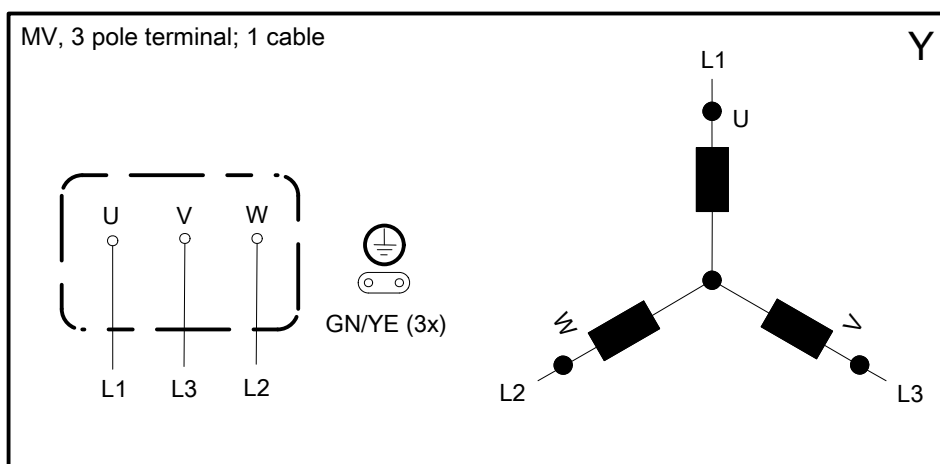 MV, 3 pole terminal; 1 cable
Y
U V W
GN/YE (3x)
L1 L3 L2
L1
U
W
V
L2
L3